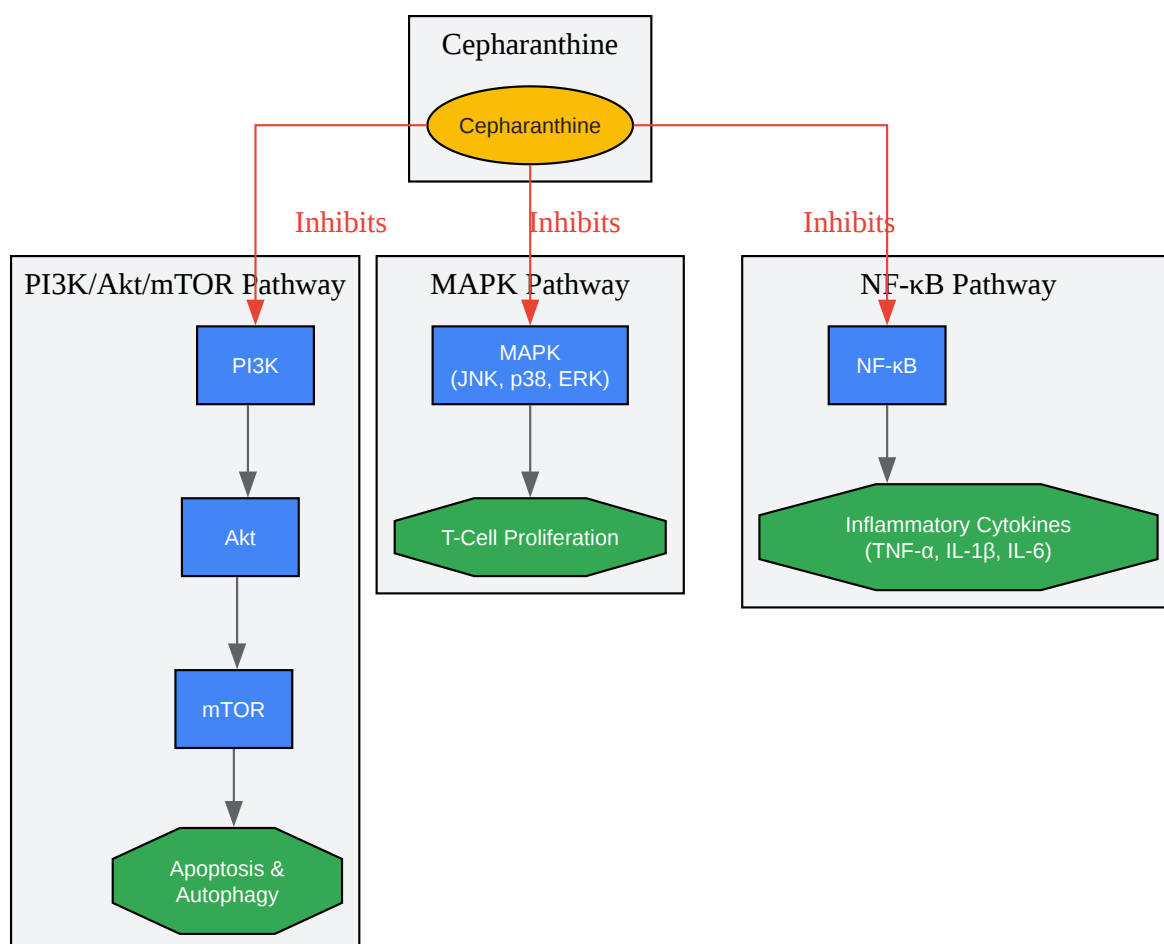 Cepharanthine
Cepharanthine
Inhibits
Inhibits
Inhibits
PI3K/Akt/mTOR Pathway
MAPK Pathway
NF-κB Pathway
PI3K
MAPK
(JNK, p38, ERK)
NF-κB
Akt
T-Cell Proliferation
Inflammatory Cytokines
(TNF-α, IL-1β, IL-6)
mTOR
Apoptosis &
Autophagy